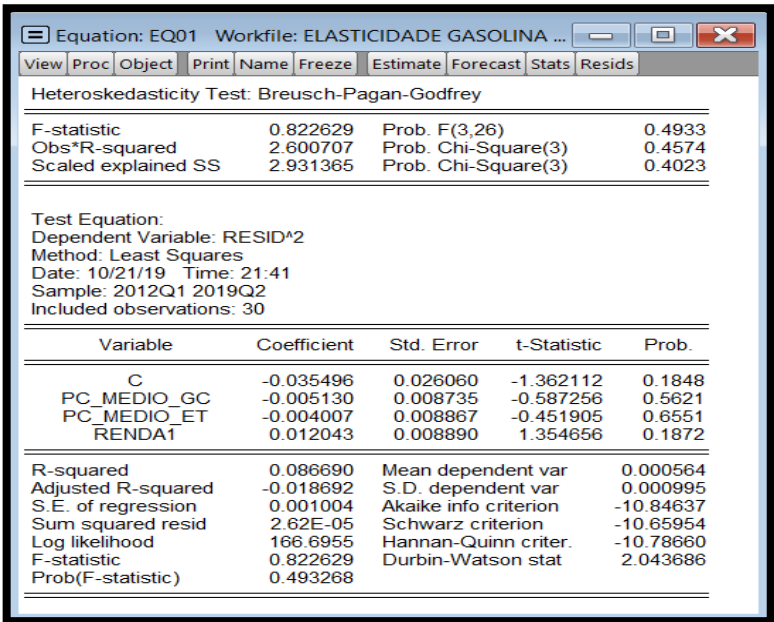 Equation: EQ01 Workfile: ELASTICIDADE GASOLINA ...
View Proc Object Print Name Freeze Estimate Forecast Stats Resids
Heteroskedasticity Test: Breusch-Pagan-Godfrey
F-statistic 0.822629 Prob. F(3,26) 0.4933
Obs*R-squared 2.600707 Prob. Chi-Square(3) 0.4574
Scaled explained SS 2.931365 Prob. Chi-Square(3) 0.4023
Test Equation:
Dependent Variable: RESID^2
Method: Least Squares
Date: 10/21/19 Time: 21:41
Sample: 2012Q1 2019Q2
Included observations: 30
Variable Coefficient Std. Error t-Statistic Prob.
C -0.035496 0.026060 -1.362112 0.1848
PC_MEDIO_GC -0.005130 0.008735 -0.587256 0.5621
PC_MEDIO_ET -0.004007 0.008867 -0.451905 0.6551
RENDA1 0.012043 0.008890 1.354656 0.1872
R-squared 0.086690 Mean dependent var 0.000564
Adjusted R-squared -0.018692 S.D. dependent var 0.000995
S.E. of regression 0.001004 Akaike info criterion -10.84637
Sum squared resid 2.62E-05 Schwarz criterion -10.65954
Log likelihood 166.6955 Hannan-Quinn criter. -10.78660
F-statistic 0.822629 Durbin-Watson stat 2.043686
Prob(F-statistic) 0.493268